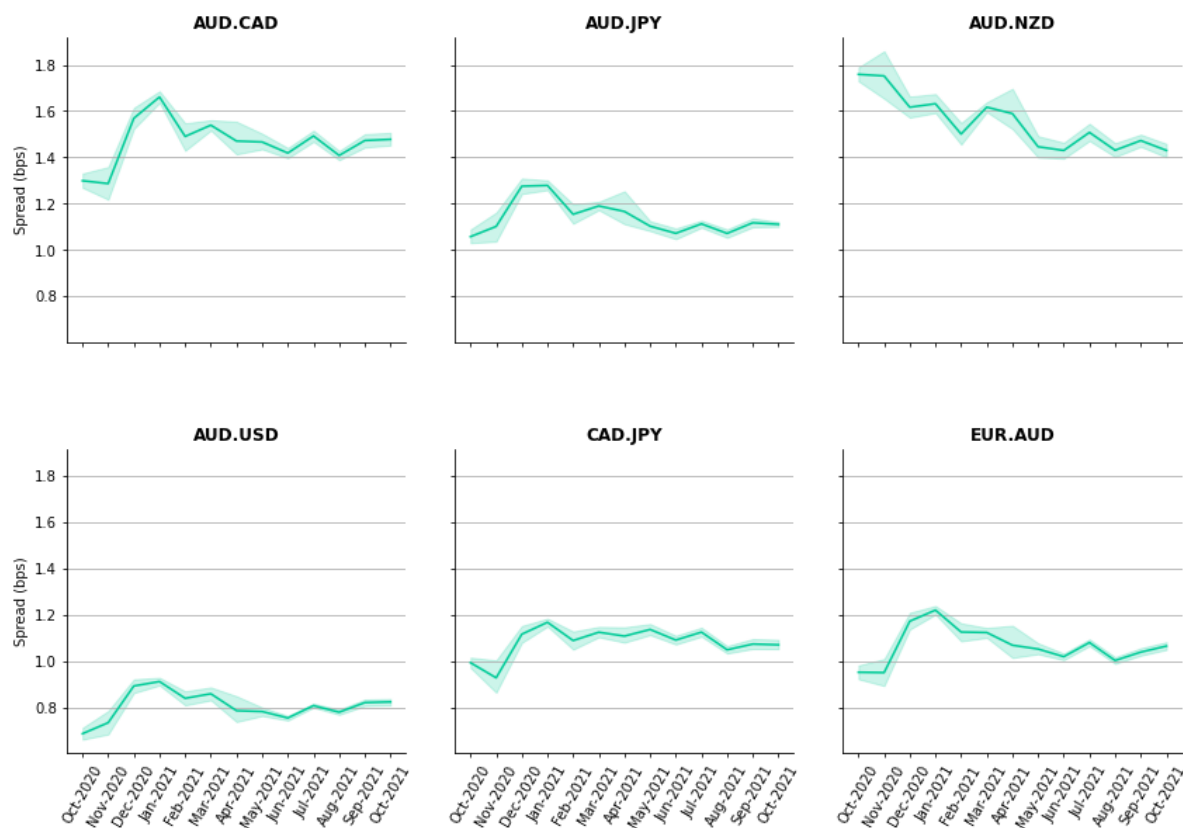 AUD.CAD
AUD.JPY
AUD.NZD
Spread (bps)
1.8
1.6
1.4
1.2
1.0
0.8
AUD.USD
CAD.JPY
EUR.AUD
Spread (bps)
1.8
1.6
1.4
1.2
1.0
0.8
Oct-2020
Nov-2020
Dec-2020
Jan-2021
Feb-2021
Mar-2021
Apr-2021
May-2021
Jun-2021
Jul-2021
Aug-2021
Sep-2021
Oct-2021
Oct-2020
Nov-2020
Dec-2020
Jan-2021
Feb-2021
Mar-2021
Apr-2021
May-2021
Jun-2021
Jul-2021
Aug-2021
Sep-2021
Oct-2021
Oct-2020
Nov-2020
Dec-2020
Jan-2021
Feb-2021
Mar-2021
Apr-2021
May-2021
Jun-2021
Jul-2021
Aug-2021
Sep-2021
Oct-2021